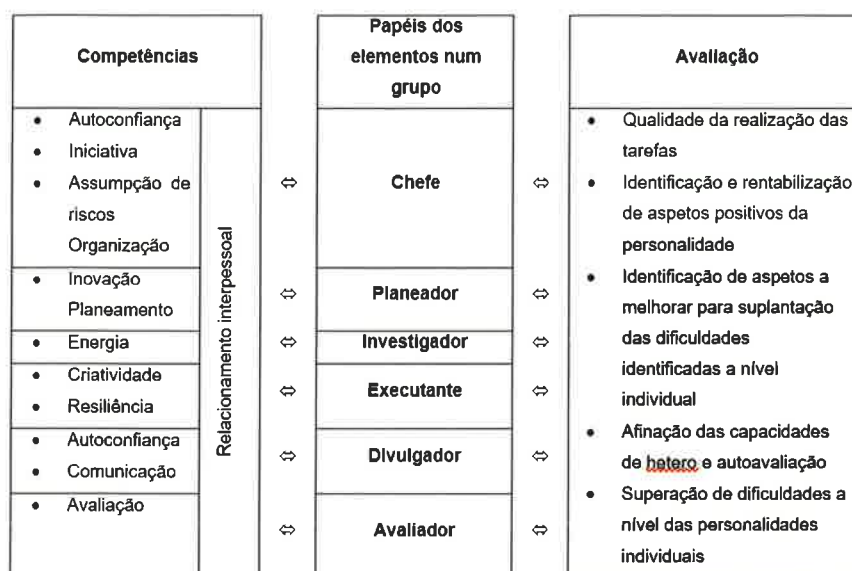 Competências
Autoconfiança
Iniciativa
Assumpção de
riscos
Organização
Inovação
Planeamento
Energia
Criatividade
Resiliência
Autoconfiança
Comunicação
Avaliação
Relacionamento interpessoal
Papéis dos
elementos num
grupo
Chefe
Planeador
Investigador
Executante
Divulgador
Avaliador
Avaliação
Qualidade da realização das
tarefas
Identificação e rentabilização
de aspetos positivos da
personalidade
Identificação de aspetos a
melhorar para suplantação
das dificuldades
identificadas a nível
individual
Afinação das capacidades
de hetero e autoavaliação
Superação de dificuldades a
nível das personalidades
individuais